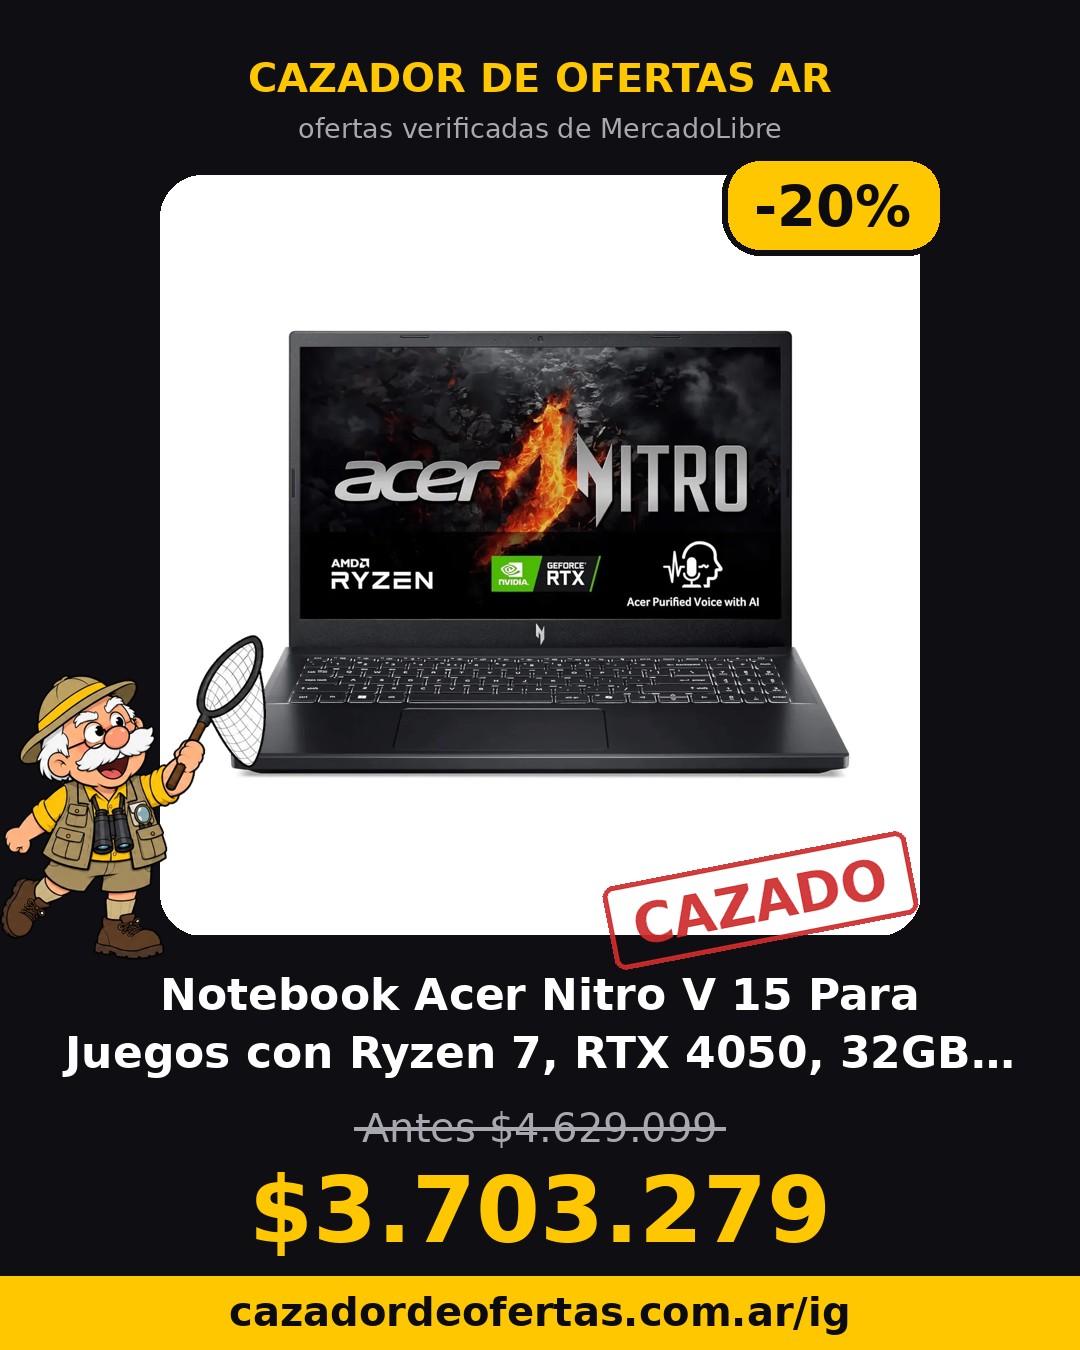 CAZADOR DE OFERTAS AR
ofertas verificadas de MercadoLibre
-20%
acer NITRO
AMD RYZEN
NVIDIA GEFORCE RTX
Acer Purified Voice with AI
CAZADO
Notebook Acer Nitro V 15 Para
Juegos con Ryzen 7, RTX 4050, 32GB...
Antes $4.629.099
$3.703.279
cazadordeofertas.com.ar/ig